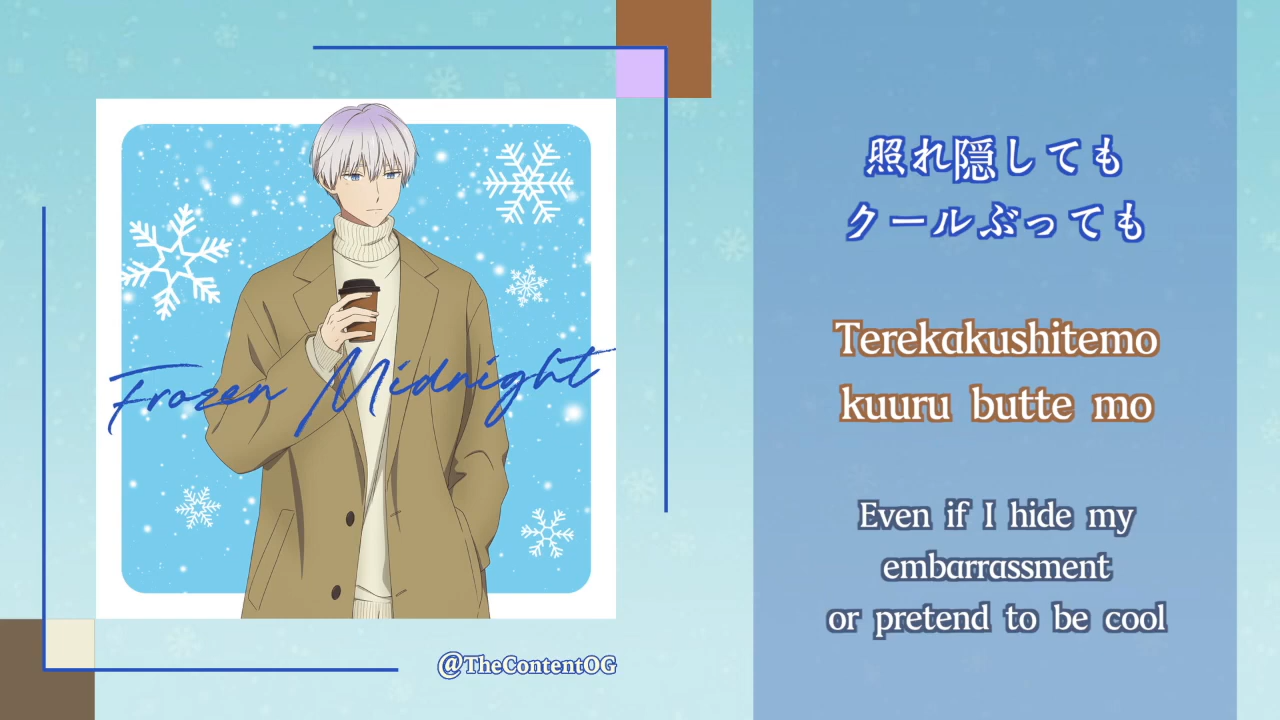 Frozen Midnight
@TheContentOG
照れ隠しても
クールぶっても
Terekakushitemo
kuuru butte mo
Even if I hide my
embarrassment
or pretend to be cool